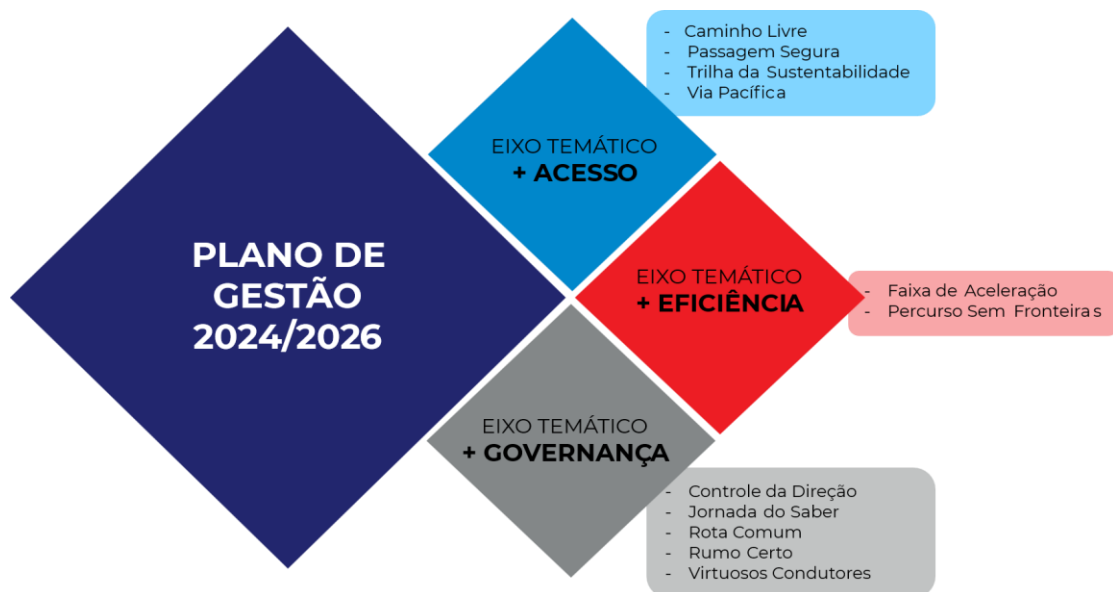 PLANO DE
GESTÃO
2024/2026
EIXO TEMÁTICO
+ ACESSO
- Caminho Livre
- Passagem Segura
- Trilha da Sustentabilidade
- Via Pacífica
EIXO TEMÁTICO
+ EFICIÊNCIA
- Faixa de Aceleração
- Percurso Sem Fronteiras
EIXO TEMÁTICO
+ GOVERNANÇA
- Controle da Direção
- Jornada do Saber
- Rota Comum
- Rumo Certo
- Virtuosos Condutores